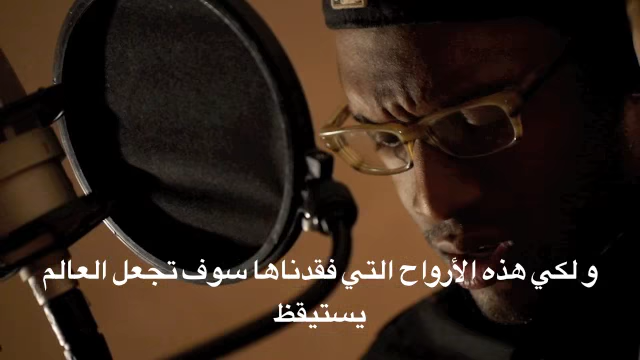 و لكي هذه الأرواح التي فقدناها سوف تجعل العالم
يستيقظ